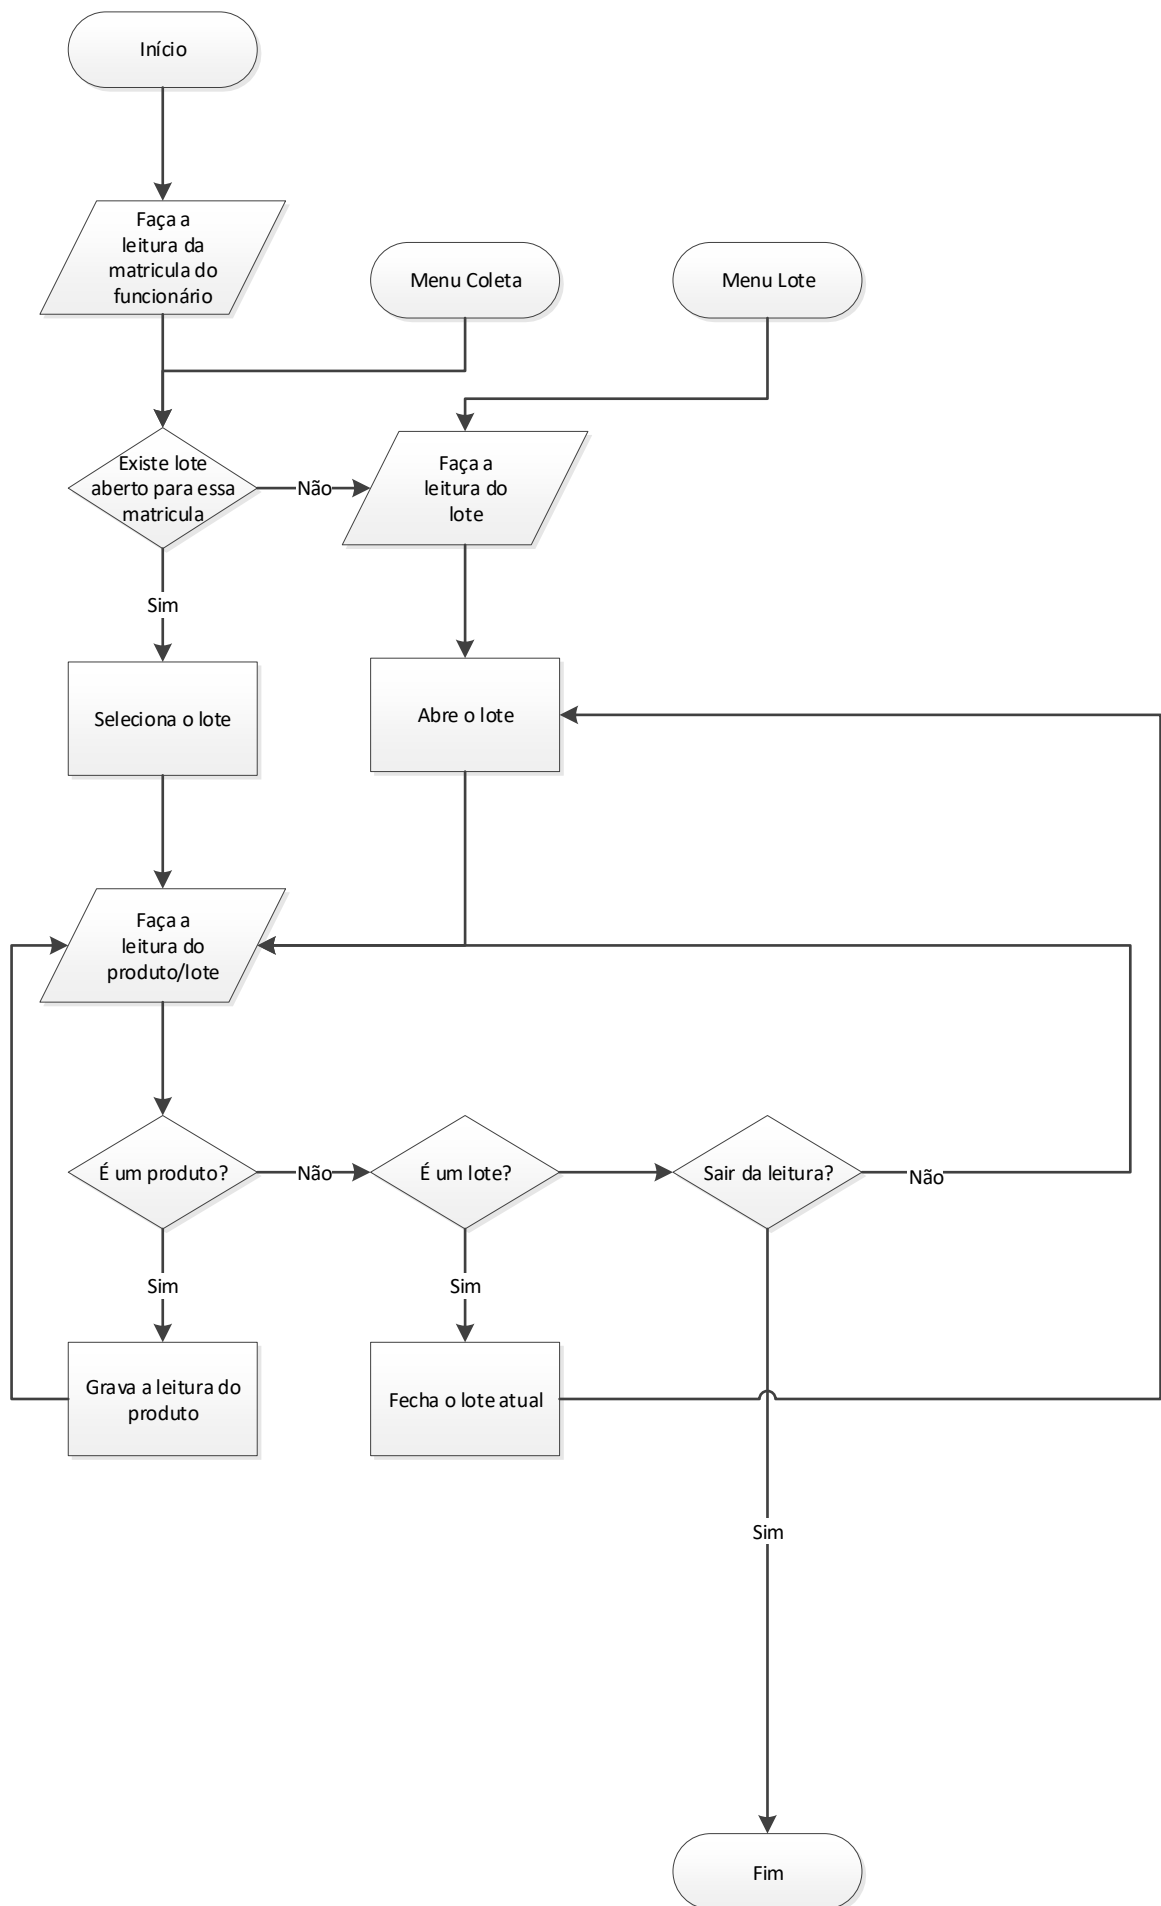 Início
Faça a
leitura da
matricula do
funcionário
Menu Coleta
Menu Lote
Existe lote
aberto para essa
matricula
Não
Faça a
leitura do
lote
Sim
Seleciona o lote
Abre o lote
Faça a
leitura do
produto/lote
É um produto?
Não
É um lote?
Sair da leitura?
Não
Sim
Sim
Grava a leitura do
produto
Fecha o lote atual
Sim
Fim